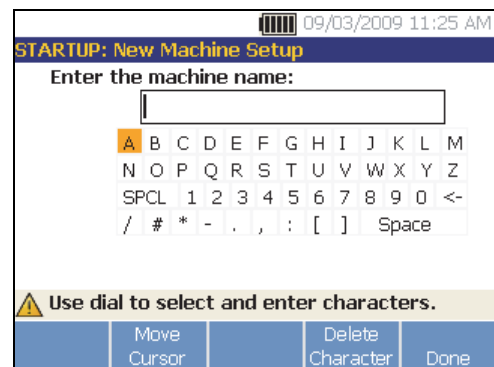 09/03/2009 11:25 AM
STARTUP: New Machine Setup
Enter the machine name:
A B C D E F G H I J K L M
N O P Q R S T U V W X Y Z
SPCL 1 2 3 4 5 6 7 8 9 0 <-
/ # * - . , : [ ] Space
Use dial to select and enter characters.
Move Cursor
Delete Character
Done